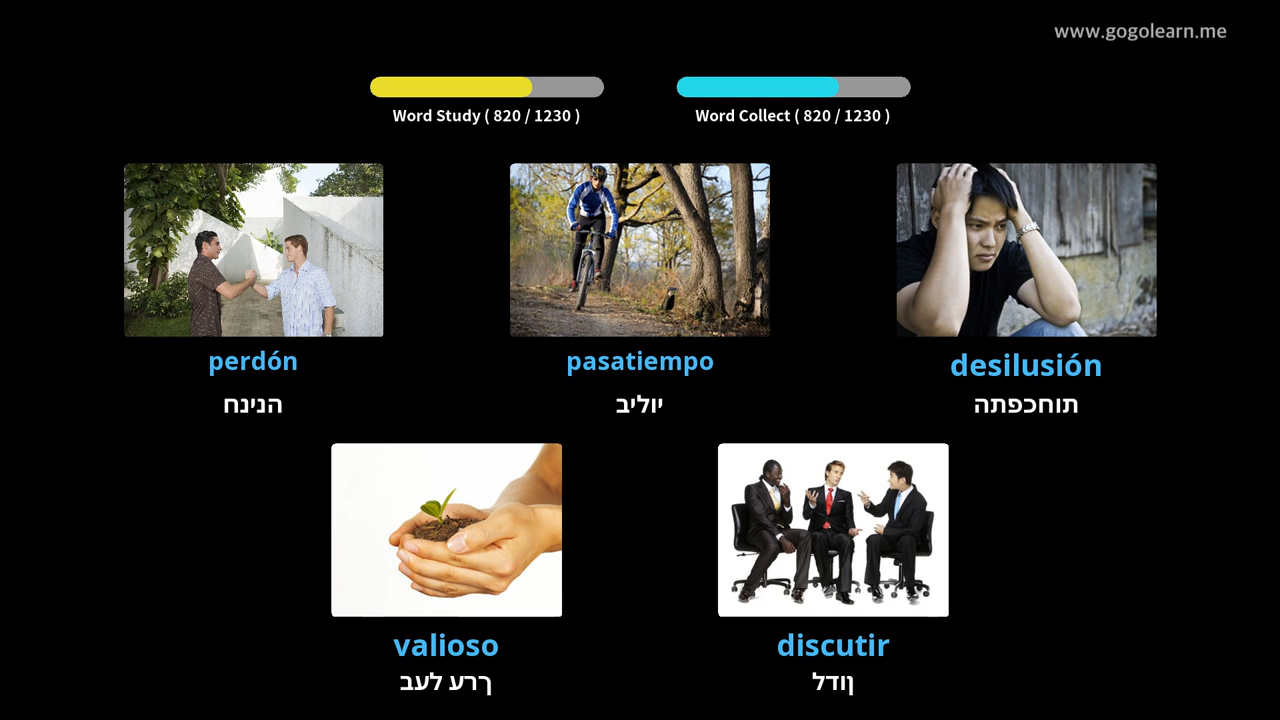 www.gogolearn.me
Word Study ( 820 / 1230 )
Word Collect ( 820 / 1230 )
perdón
הנינח
pasatiempo
יוליב
desilusión
תוחכפתה
valioso
ךרע לעב
discutir
ןודל